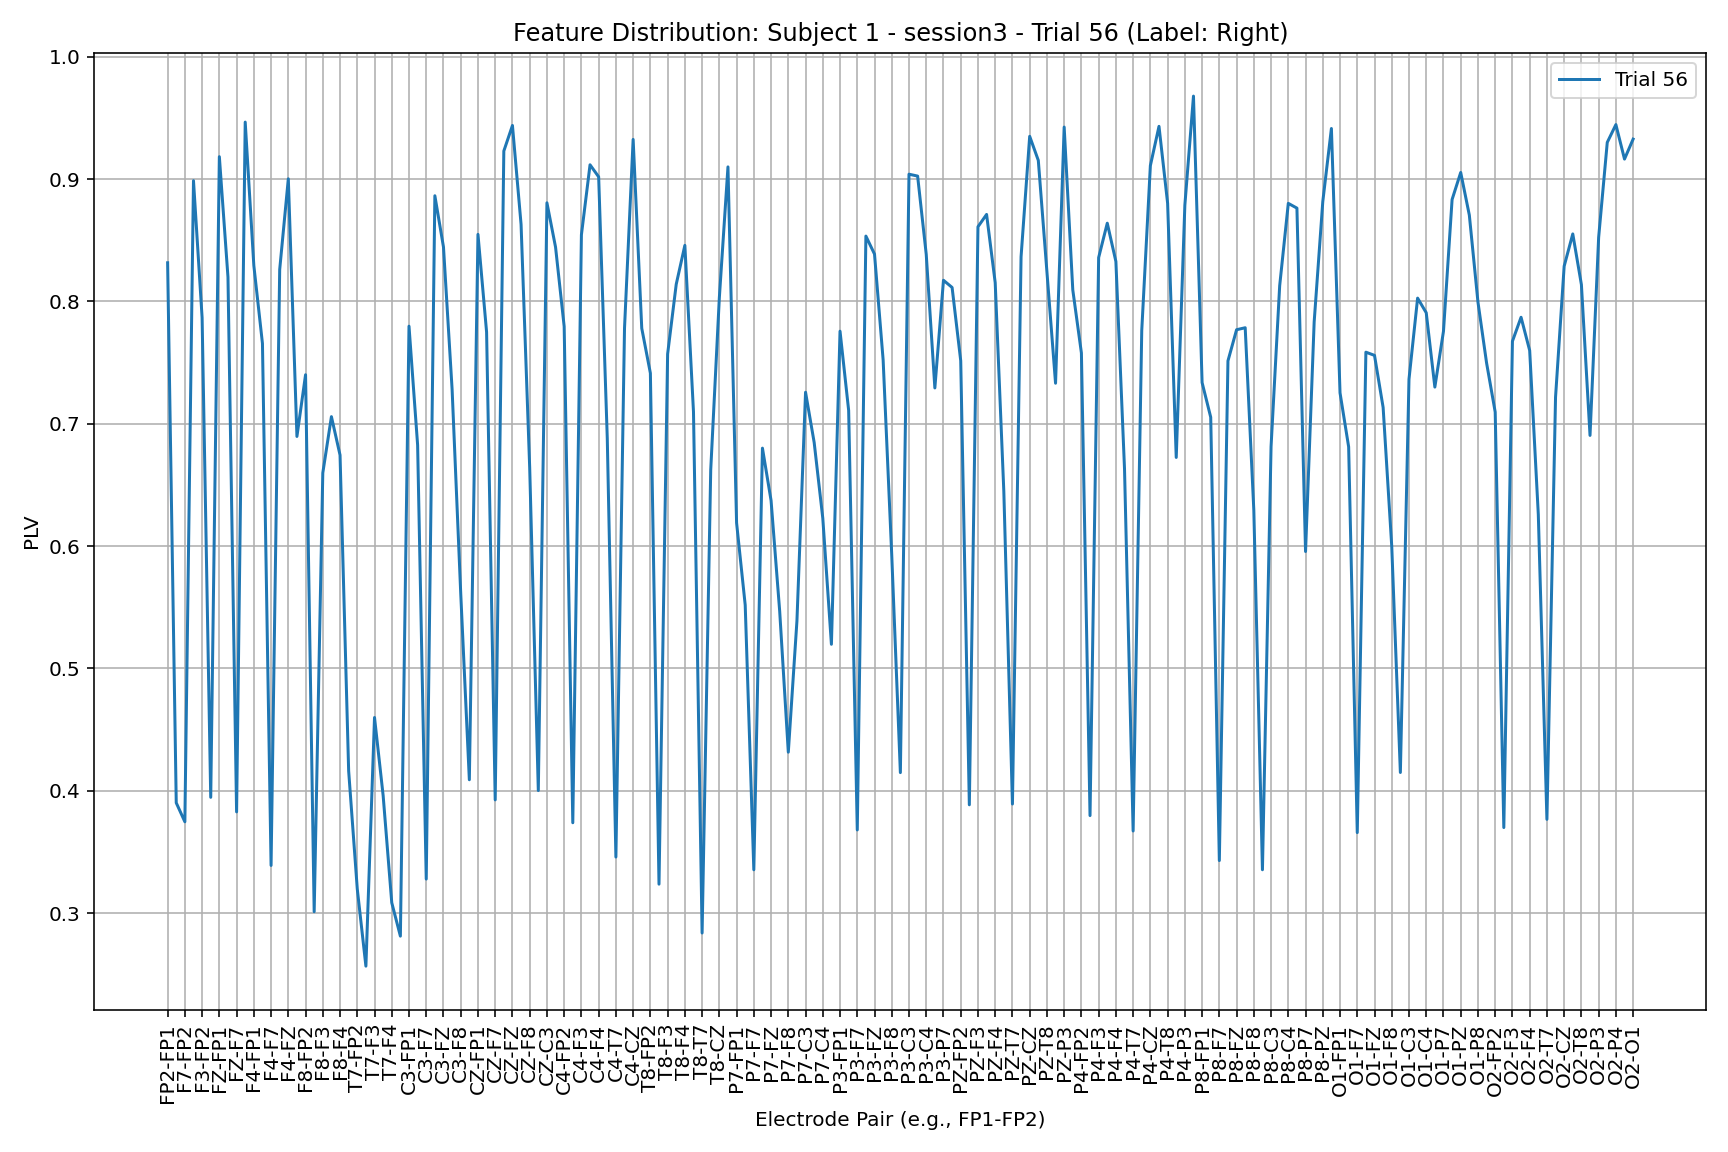 Feature Distribution: Subject 1 - session3 - Trial 56 (Label: Right)
Trial 56
1.0
0.9
0.8
0.7
0.6
0.5
0.4
0.3
PLV
FP2-FP1
F7-FP2
F3-FP2
FZ-FP1
FZ-F7
F4-FP1
F4-F7
F4-FZ
F8-FP2
F8-F3
F8-F4
T7-FP2
T7-F3
T7-F4
C3-FP1
C3-F7
C3-FZ
C3-F8
CZ-FP1
CZ-F7
CZ-FZ
CZ-F8
CZ-C3
C4-FP2
C4-F3
C4-F4
C4-T7
C4-CZ
T8-FP2
T8-F3
T8-F4
T8-T7
T8-CZ
P7-FP1
P7-F7
P7-FZ
P7-F8
P7-C3
P7-C4
P3-FP1
P3-F7
P3-FZ
P3-F8
P3-C3
P3-C4
P3-P7
PZ-FP2
PZ-F3
PZ-F4
PZ-T7
PZ-CZ
PZ-T8
PZ-P3
P4-FP2
P4-F3
P4-F4
P4-T7
P4-CZ
P4-T8
P4-P3
P8-FP1
P8-F7
P8-FZ
P8-F8
P8-C3
P8-C4
P8-P7
P8-PZ
O1-FP1
O1-F7
O1-FZ
O1-F8
O1-C3
O1-C4
O1-P7
O1-PZ
O1-P8
O2-FP2
O2-F3
O2-F4
O2-T7
O2-CZ
O2-T8
O2-P3
O2-P4
O2-O1
Electrode Pair (e.g., FP1-FP2)